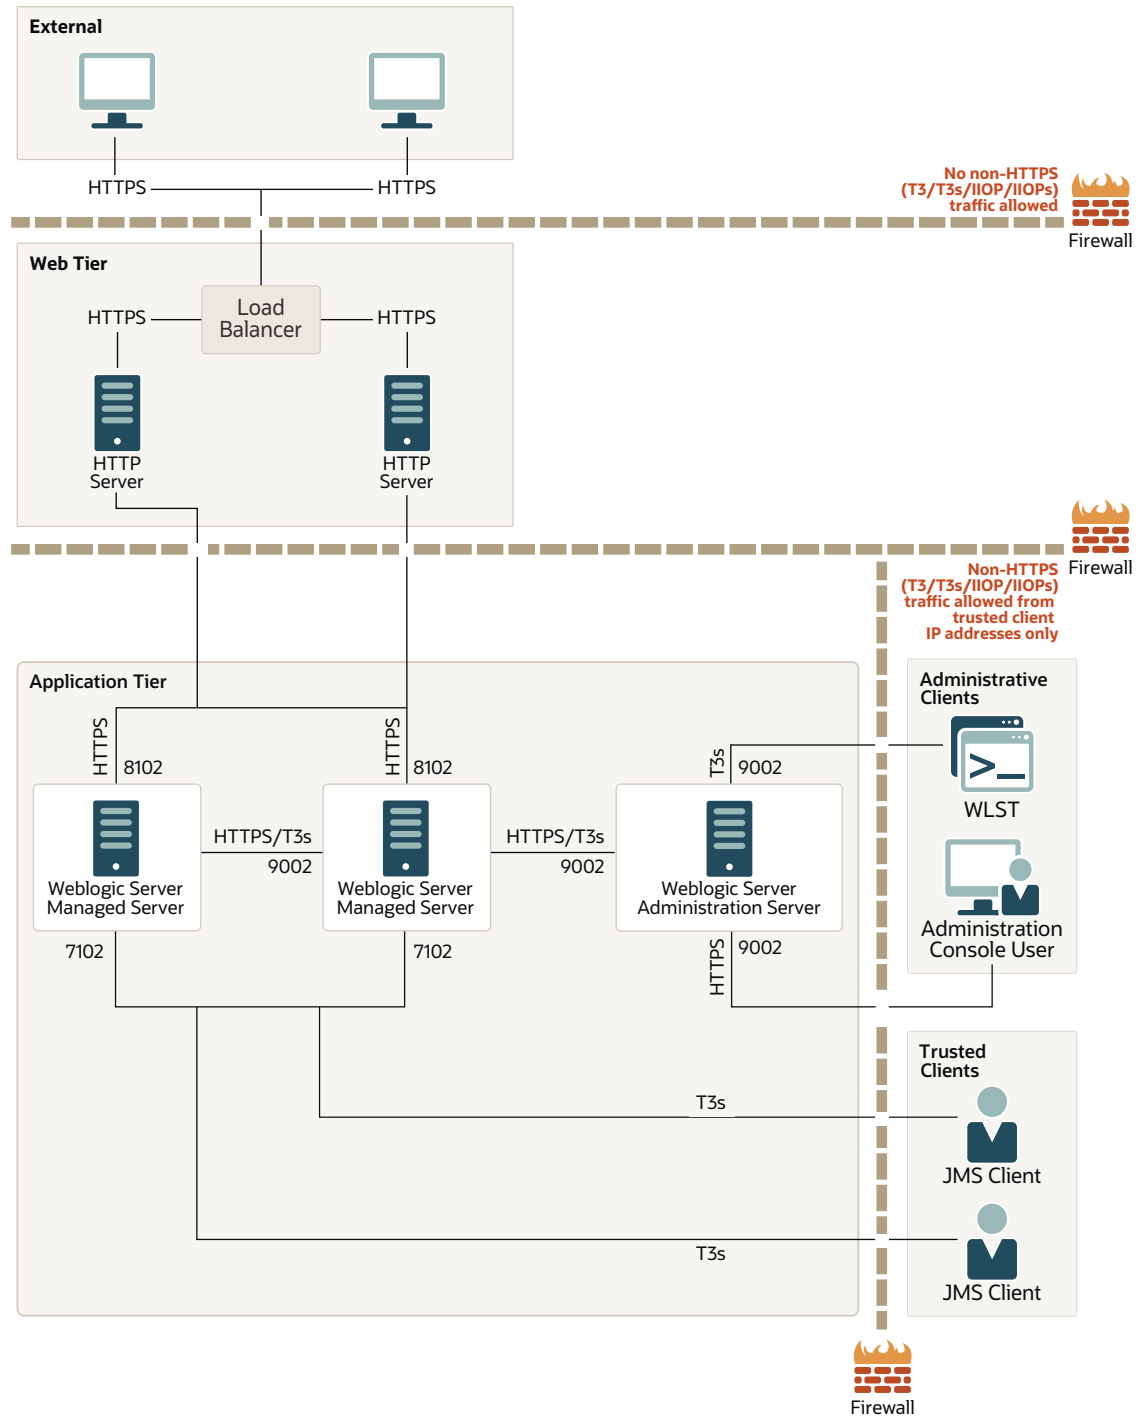 External
HTTPS
HTTPS
No non-HTTPS
(T3/T3s/IIOP/IIOPs)
traffic allowed
Firewall
Web Tier
Load
Balancer
HTTPS
HTTPS
HTTP
Server
HTTP
Server
Firewall
Non-HTTPS
(T3/T3s/IIOP/IIOPs)
traffic allowed from
trusted client
IP addresses only
Application Tier
HTTPS
8102
HTTPS
8102
T3s
9002
Administrative
Clients
>_
WLST
HTTPS/T3s
9002
HTTPS/T3s
9002
Weblogic Server
Managed Server
Weblogic Server
Managed Server
Weblogic Server
Administration Server
Administration
Console User
7102
7102
HTTPS
9002
Trusted
Clients
T3s
JMS Client
T3s
JMS Client
Firewall